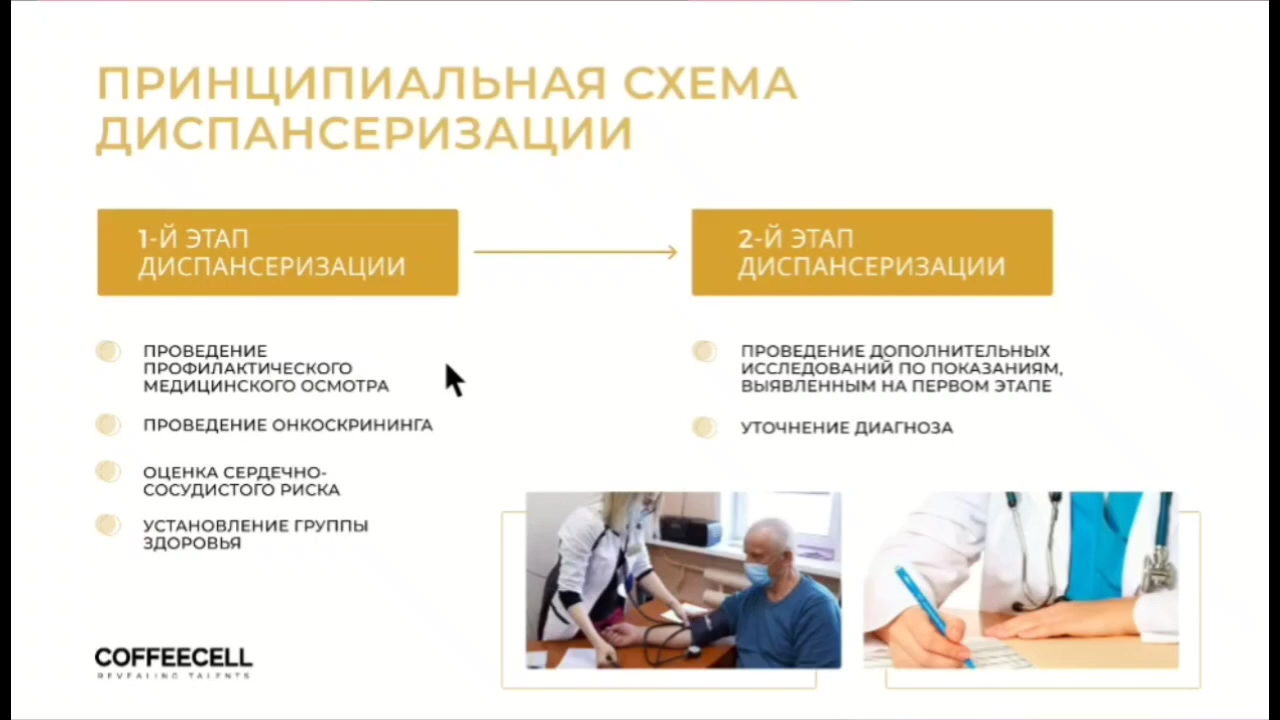 ПРИНЦИПИАЛЬНАЯ СХЕМА
ДИСПАНСЕРИЗАЦИИ
1-Й ЭТАП
ДИСПАНСЕРИЗАЦИИ
ПРОВЕДЕНИЕ
ПРОФИЛАКТИЧЕСКОГО
МЕДИЦИНСКОГО ОСМОТРА
ПРОВЕДЕНИЕ ОНКОСКРИНИНГА
ОЦЕНКА СЕРДЕЧНО-
СОСУДИСТОГО РИСКА
УСТАНОВЛЕНИЕ ГРУППЫ
ЗДОРОВЬЯ
2-Й ЭТАП
ДИСПАНСЕРИЗАЦИИ
ПРОВЕДЕНИЕ ДОПОЛНИТЕЛЬНЫХ
ИССЛЕДОВАНИЙ ПО ПОКАЗАНИЯМ,
ВЫЯВЛЕННЫМ НА ПЕРВОМ ЭТАПЕ
УТОЧНЕНИЕ ДИАГНОЗА
COFFEECELL
REVEALING TALENTS